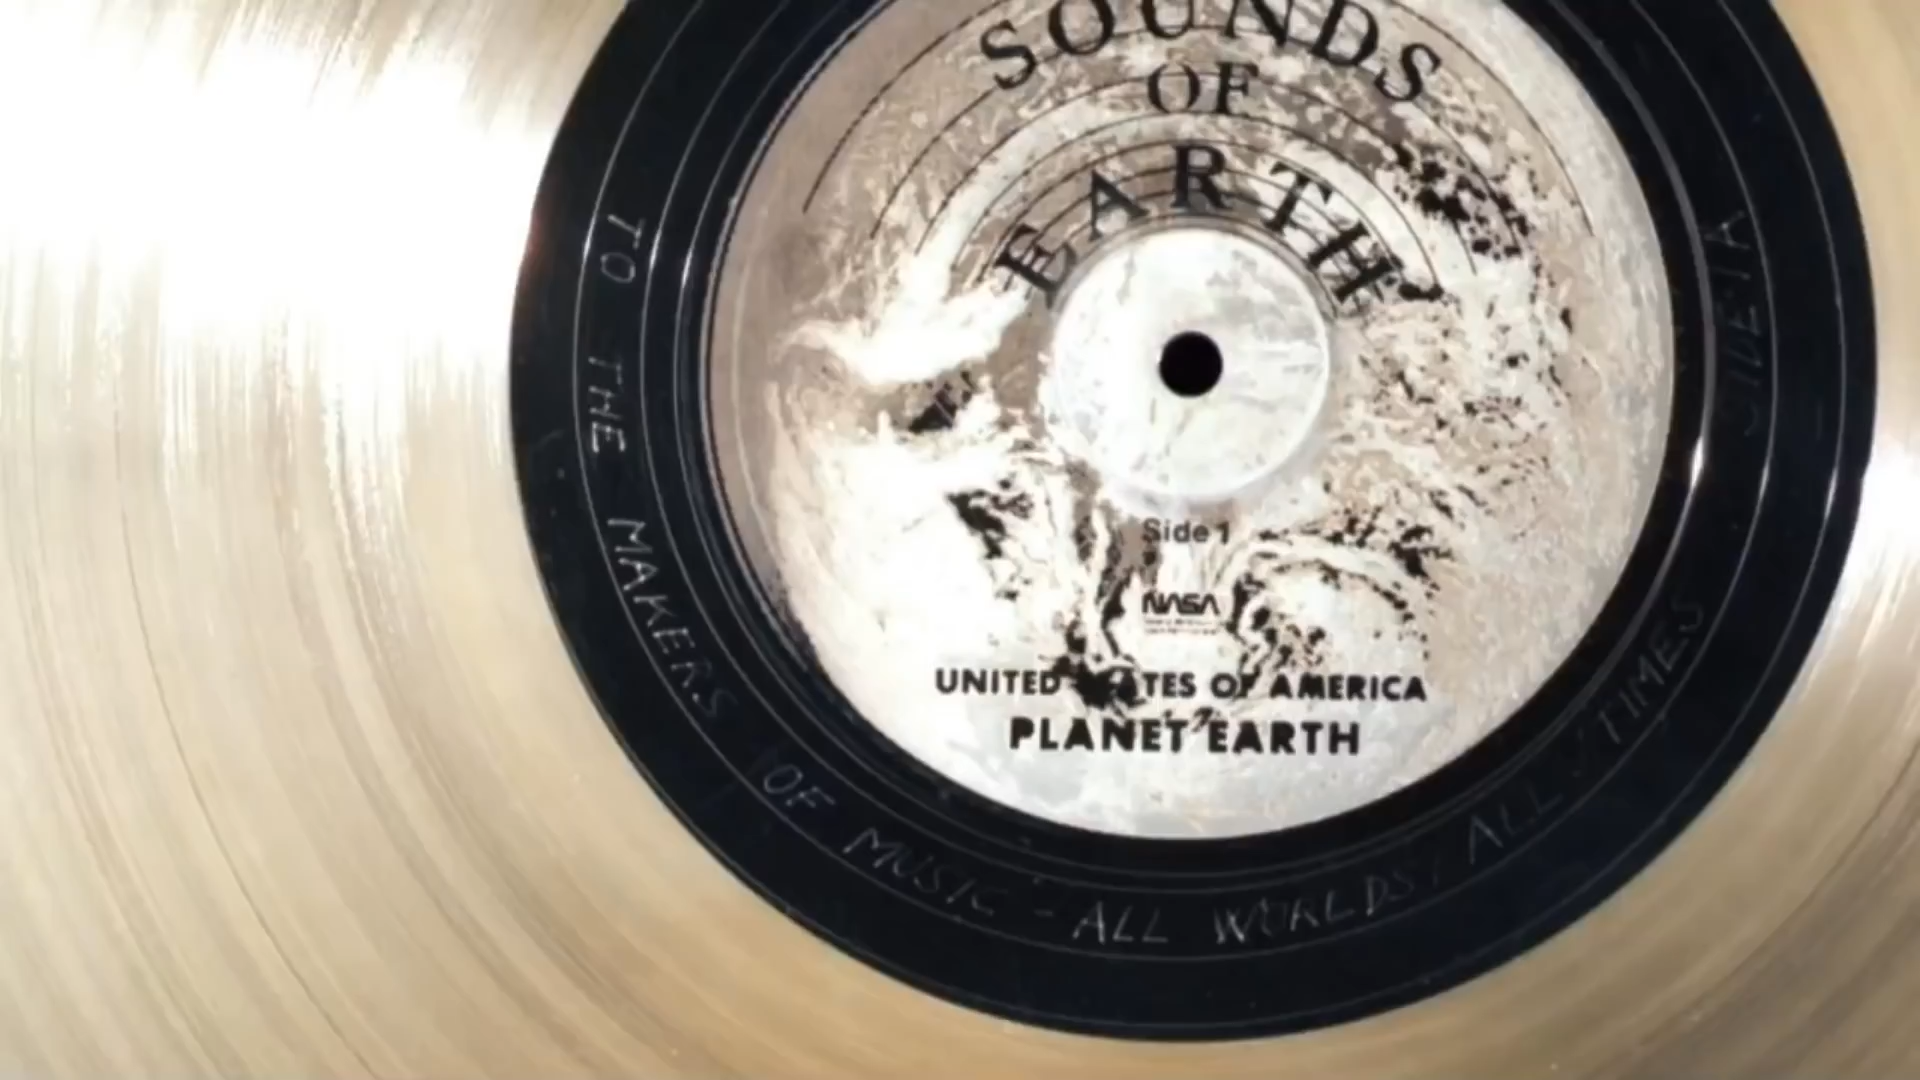 SOUNDS
OF
EARTH
Side 1
NASA
UNITED STATES OF AMERICA
PLANET EARTH
TO THE MAKERS OF MUSIC - ALL WORLDS, ALL TIMES